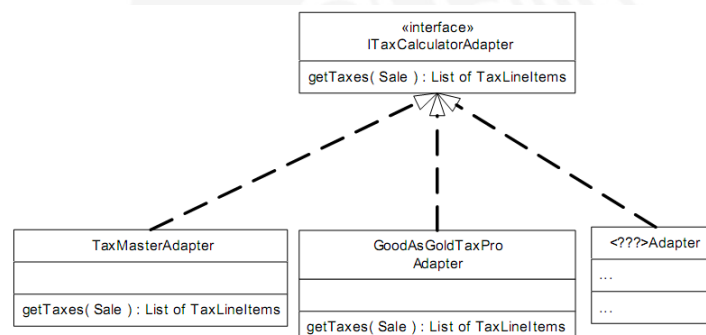 «interface»
ITaxCalculatorAdapter
getTaxes( Sale ) : List of TaxLineItems
TaxMasterAdapter
getTaxes( Sale ) : List of TaxLineItems
GoodAsGoldTaxPro
Adapter
getTaxes( Sale ) : List of TaxLineItems
<???>Adapter
...
...